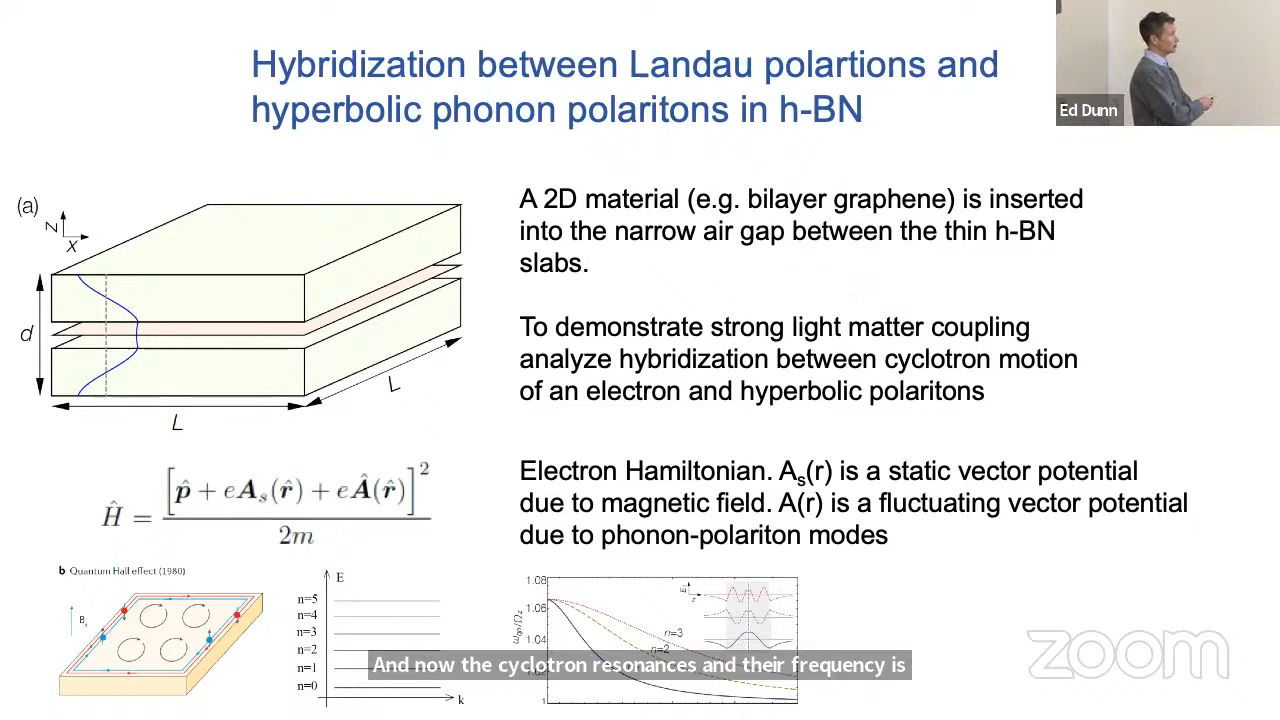 Hybridization between Landau polartions and
hyperbolic phonon polaritons in h-BN
Ed Dunn
(a)
z
x
d
L
L
A 2D material (e.g. bilayer graphene) is inserted
into the narrow air gap between the thin h-BN
slabs.
To demonstrate strong light matter coupling
analyze hybridization between cyclotron motion
of an electron and hyperbolic polaritons
Ĥ = [p̂ + eA_s(r̂) + eÂ(r̂)]² / 2m
Electron Hamiltonian. A_s(r) is a static vector potential
due to magnetic field. A(r) is a fluctuating vector potential
due to phonon-polariton modes
b Quantum Hall effect (1980)
E
n=5
n=4
n=3
n=2
n=1
n=0
k
1.08
1.06
1.04
1
n=3
n=2
And now the cyclotron resonances and their frequency is
zoom